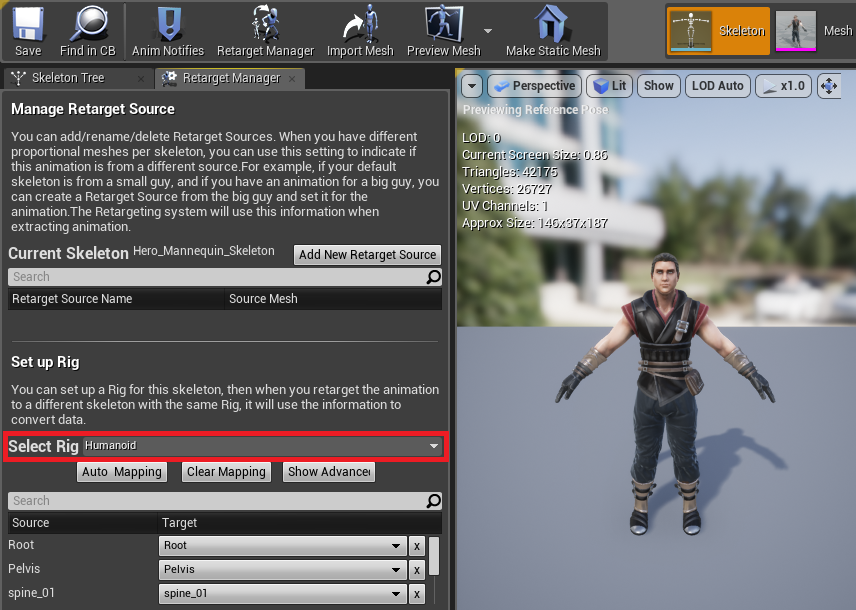 Save
Find in CB
Anim Notifies
Retarget Manager
Import Mesh
Preview Mesh
Make Static Mesh
Skeleton
Mesh
Skeleton Tree
Retarget Manager
Manage Retarget Source
You can add/rename/delete Retarget Sources. When you have different
proportional meshes per skeleton, you can use this setting to indicate if
this animation is from a different source.For example, if your default
skeleton is from a small guy, and if you have an animation for a big guy, you
can create a Retarget Source from the big guy and set it for the
animation.The Retargeting system will use this information when
extracting animation.
Current Skeleton Hero_Mannequin_Skeleton
Add New Retarget Source
Search
Retarget Source Name
Source Mesh
Set up Rig
You can set up a Rig for this skeleton, then when you retarget the animation
to a different skeleton with the same Rig, it will use the information to
convert data.
Select Rig Humanoid
Auto Mapping
Clear Mapping
Show Advanced
Search
Source
Target
Root
Root
x
Pelvis
Pelvis
x
spine_01
spine_01
x
Perspective
Lit
Show
LOD Auto
x1.0
Previewing Reference Pose
LOD: 0
Current Screen Size: 0.86
Triangles: 42175
Vertices: 26727
UV Channels: 1
Approx Size: 146x37x187